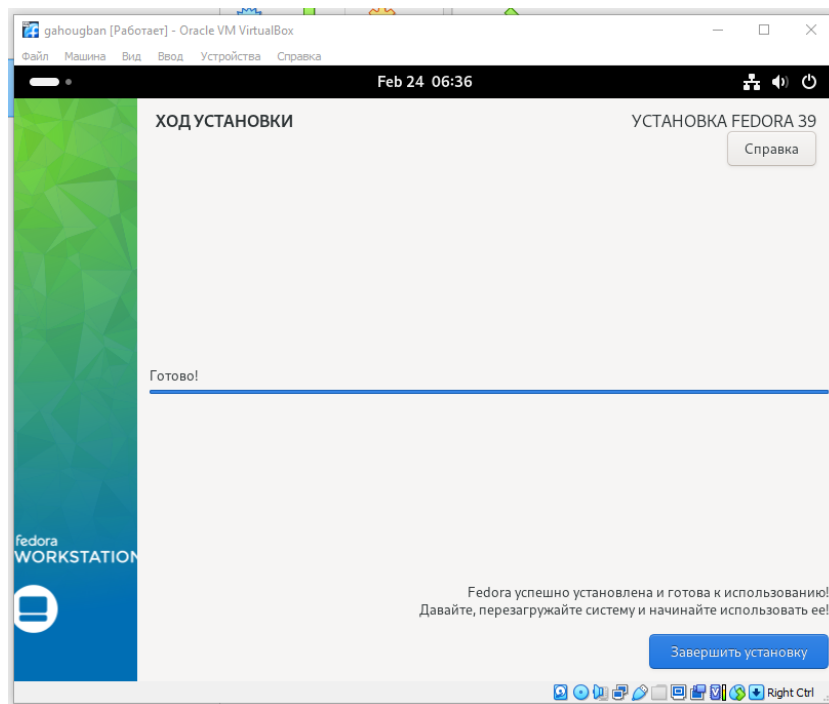 gahougban [Работает] - Oracle VM VirtualBox
Файл Машина Вид Ввод Устройства Справка
Feb 24 06:36
ХОД УСТАНОВКИ
УСТАНОВКА FEDORA 39
Справка
Готово!
fedora
WORKSTATION
Fedora успешно установлена и готова к использованию!
Давайте, перезагружайте систему и начинайте использовать ее!
Завершить установку
Right Ctrl